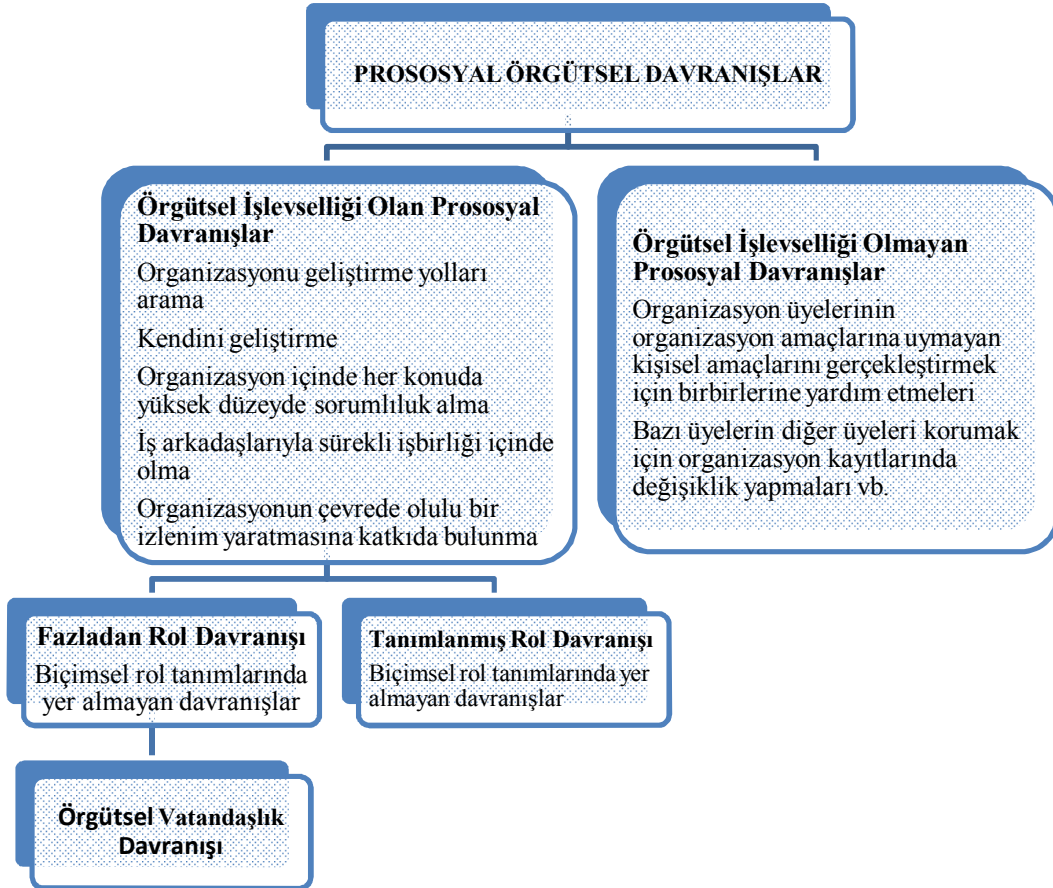 PROSOSYAL ÖRGÜTSEL DAVRANIŞLAR
Örgütsel İşlevselliği Olan Prososyal
Davranışlar
Organizasyonu geliştirme yolları
arama
Kendini geliştirme
Organizasyon içinde her konuda
yüksek düzeyde sorumlıluk alma
İş arkadaşlarıyla sürekli işbirliği içinde
olma
Organizasyonun çevrede olulu bir
izlenim yaratmasına katkıda bulunma
Örgütsel İşlevselliği Olmayan
Prososyal Davranışlar
Organizasyon üyelerinin
organizasyon amaçlarına uymayan
kişisel amaçlarını gerçekleştirmek
için birbirlerine yardım etmeleri
Bazı üyelerin diğer üyeleri korumak
için organizasyon kayıtlarında
değişiklik yapmaları vb.
Fazladan Rol Davranışı
Biçimsel rol tanımlarında
yer almayan davranışlar
Tanımlanmış Rol Davranışı
Biçimsel rol tanımlarında yer
almayan davranışlar
Örgütsel Vatandaşlık
Davranışı